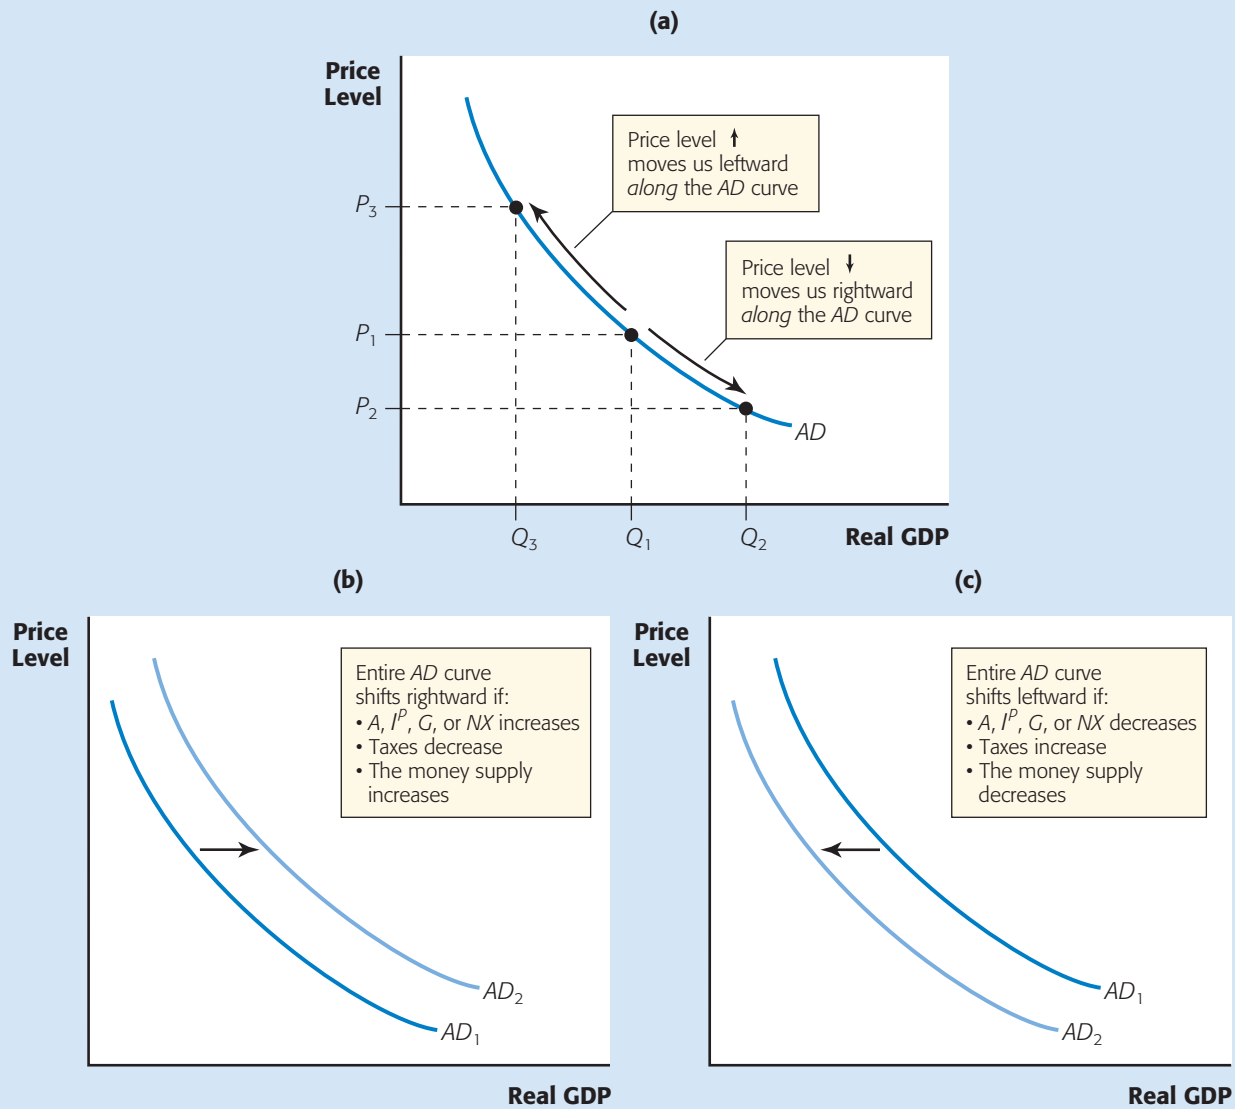 (a)
Price
Level
Price level ↑
moves us leftward
along the AD curve
P3
Price level ↓
moves us rightward
along the AD curve
P1
P2
AD
Q3 Q1 Q2 Real GDP
(b)
Price
Level
Entire AD curve
shifts rightward if:
• A, I^P, G, or NX increases
• Taxes decrease
• The money supply
increases
AD2
AD1
Real GDP
(c)
Price
Level
Entire AD curve
shifts leftward if:
• A, I^P, G, or NX decreases
• Taxes increase
• The money supply
decreases
AD1
AD2
Real GDP